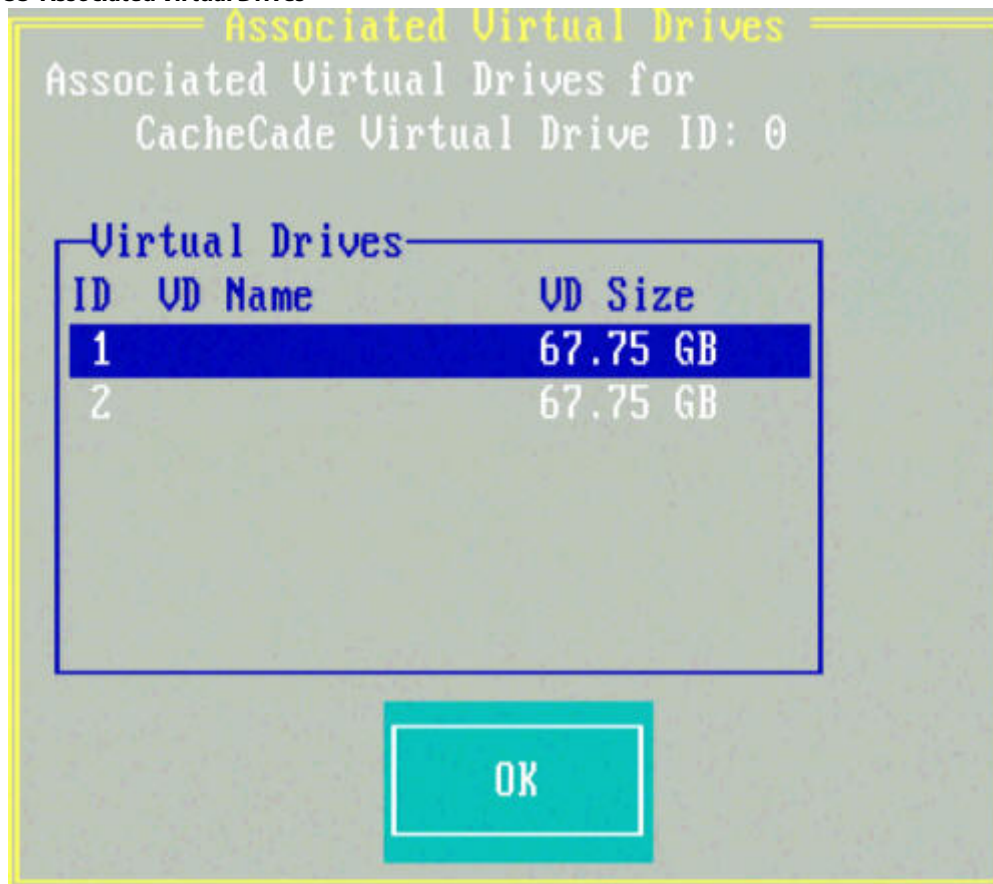 Associated Virtual Drives
Associated Virtual Drives for
CacheCade Virtual Drive ID: 0
Virtual Drives
ID VD Name VD Size
1 67.75 GB
2 67.75 GB
OK